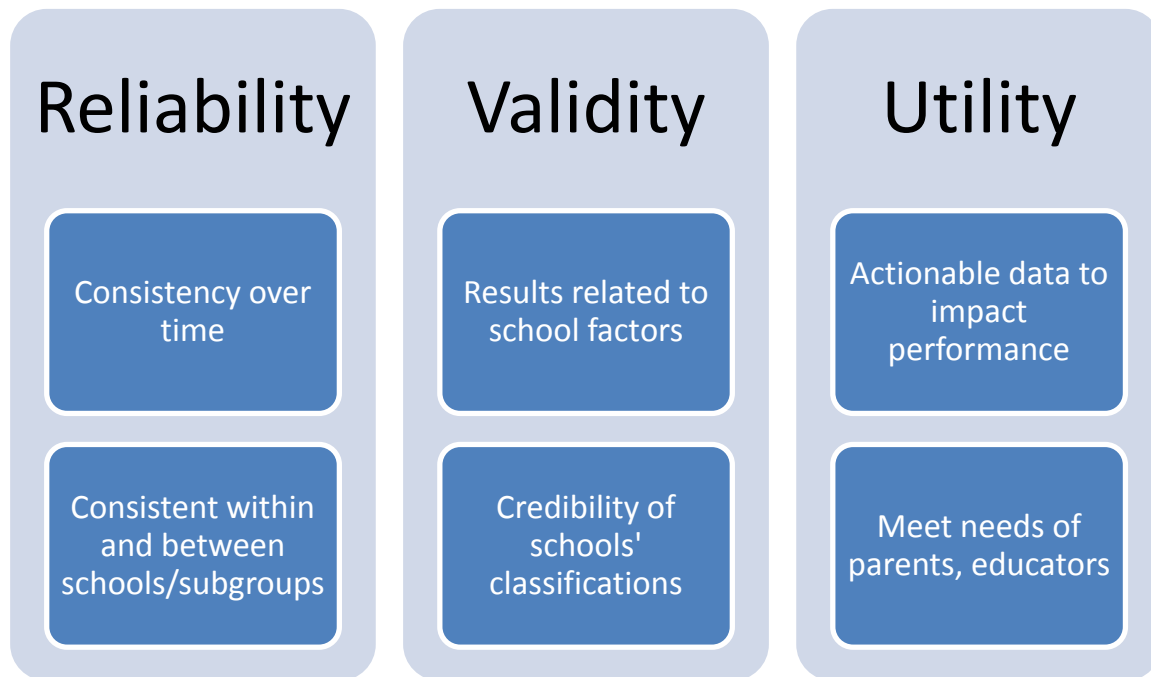 Reliability
Consistency over
time
Consistent within
and between
schools/subgroups
Validity
Results related to
school factors
Credibility of
schools'
classifications
Utility
Actionable data to
impact
performance
Meet needs of
parents, educators